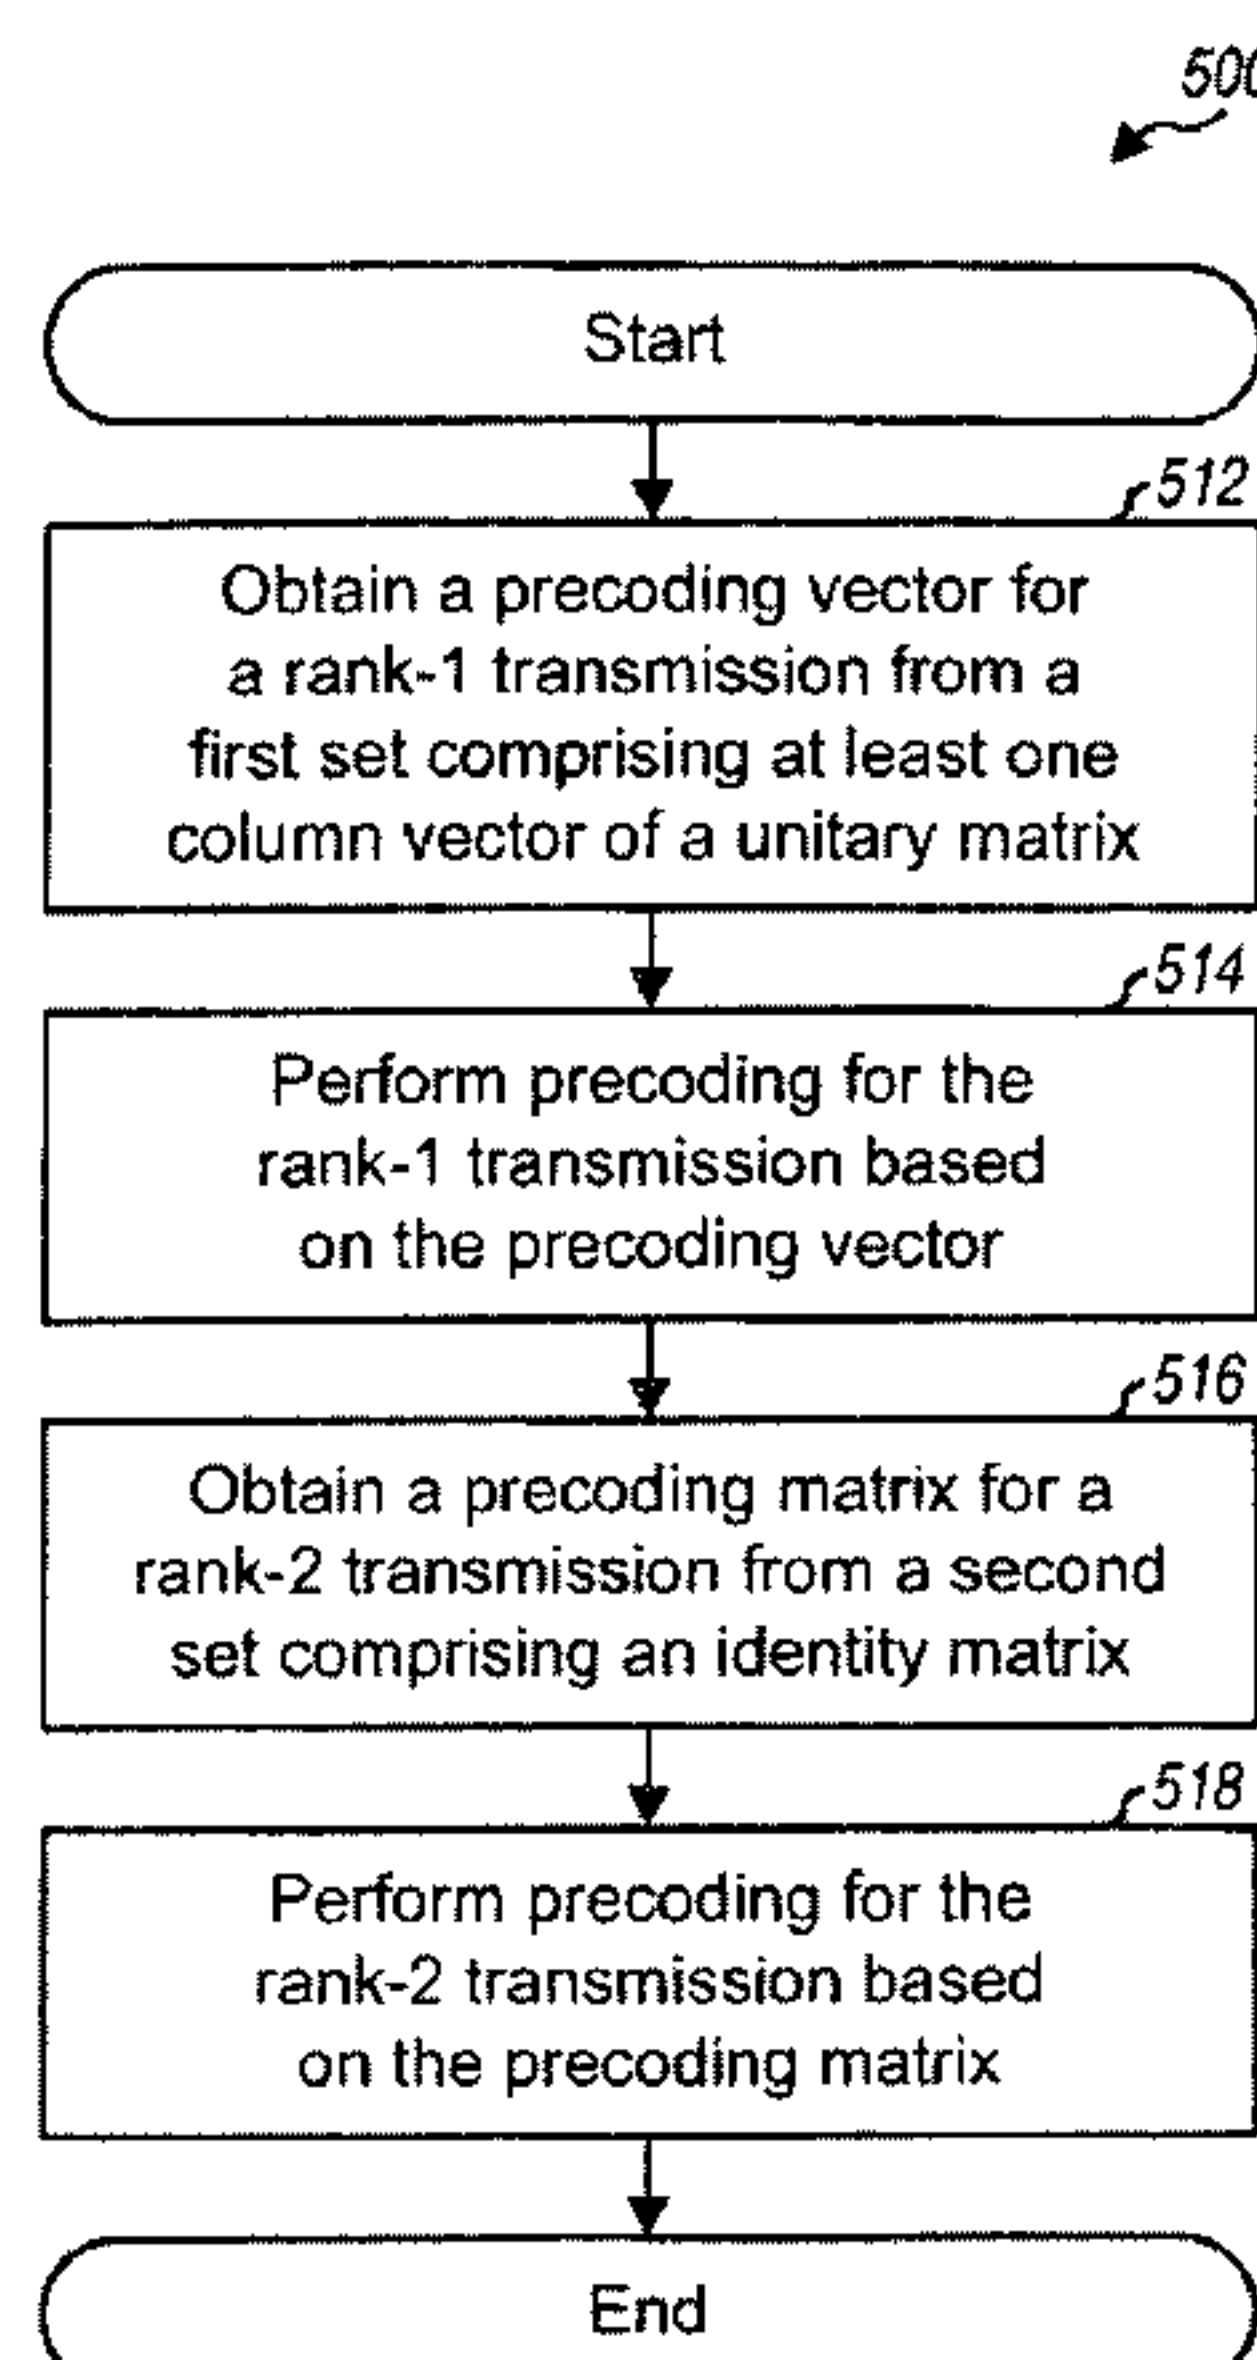 500
Start
512
Obtain a precoding vector for
a rank-1 transmission from a
first set comprising at least one
column vector of a unitary matrix
514
Perform precoding for the
rank-1 transmission based
on the precoding vector
516
Obtain a precoding matrix for a
rank-2 transmission from a second
set comprising an identity matrix
518
Perform precoding for the
rank-2 transmission based
on the precoding matrix
End